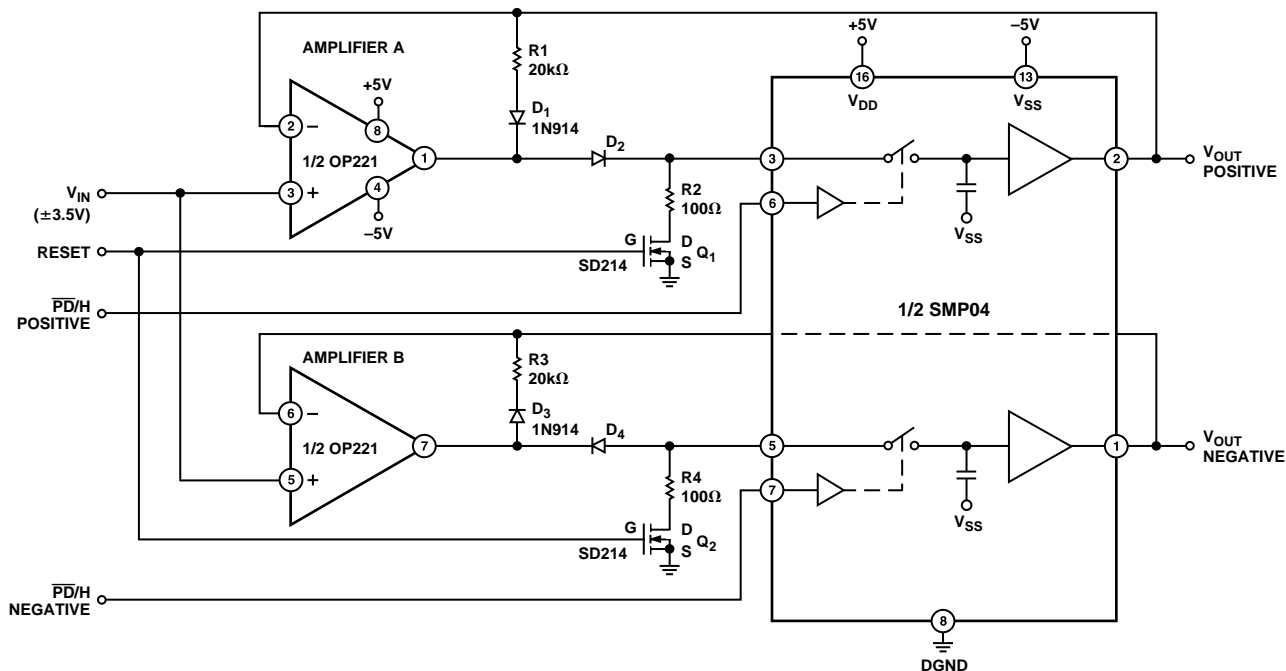 AMPLIFIER A
R1
20kΩ
D1
1N914
+5V
8
2
–
1/2 OP221
1
3
+
4
–5V
VIN
(±3.5V)
RESET
PD/H
POSITIVE
D2
R2
100Ω
G
D
S
Q1
SD214
+5V
16
VDD
–5V
13
VSS
3
6
VSS
2
VOUT
POSITIVE
1/2 SMP04
AMPLIFIER B
R3
20kΩ
D3
1N914
6
–
1/2 OP221
7
5
+
D4
R4
100Ω
G
D
S
Q2
SD214
PD/H
NEGATIVE
5
7
VSS
1
VOUT
NEGATIVE
8
DGND